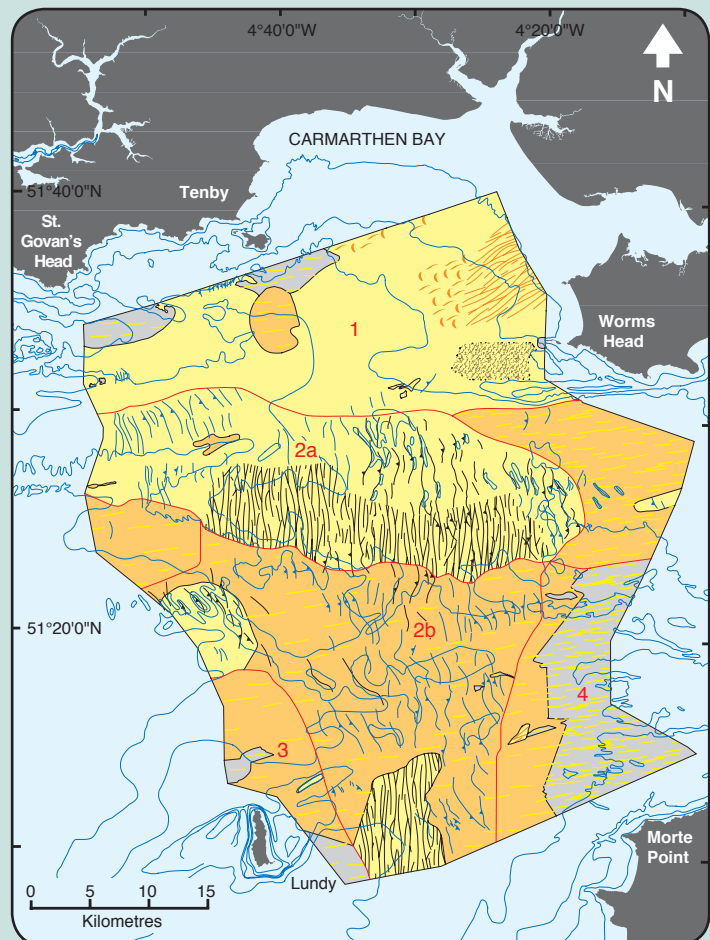 4°40'0"W
4°20'0"W
N
CARMARTHEN BAY
51°40'0"N
Tenby
St.
Govan's
Head
Worms
Head
1
2a
51°20'0"N
2b
4
3
Morte
Point
Lundy
0 5 10 15
Kilometres